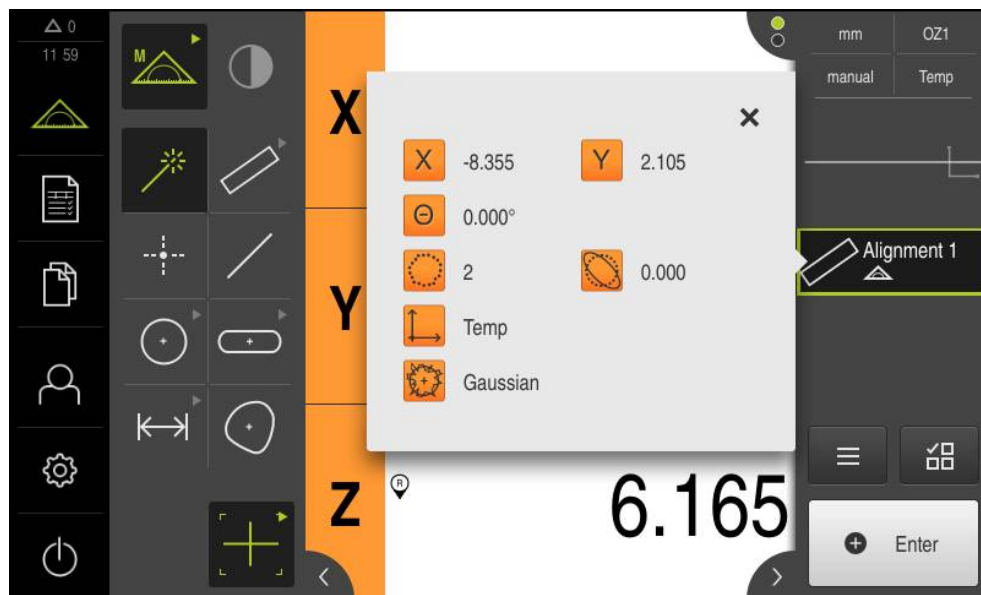 0
mm
OZ1
11 59
M
manual
Temp
X
X -8.355
Y 2.105
Θ 0.000°
Alignment 1
2
0.000
Y
Temp
Gaussian
Z
R
6.165
Enter